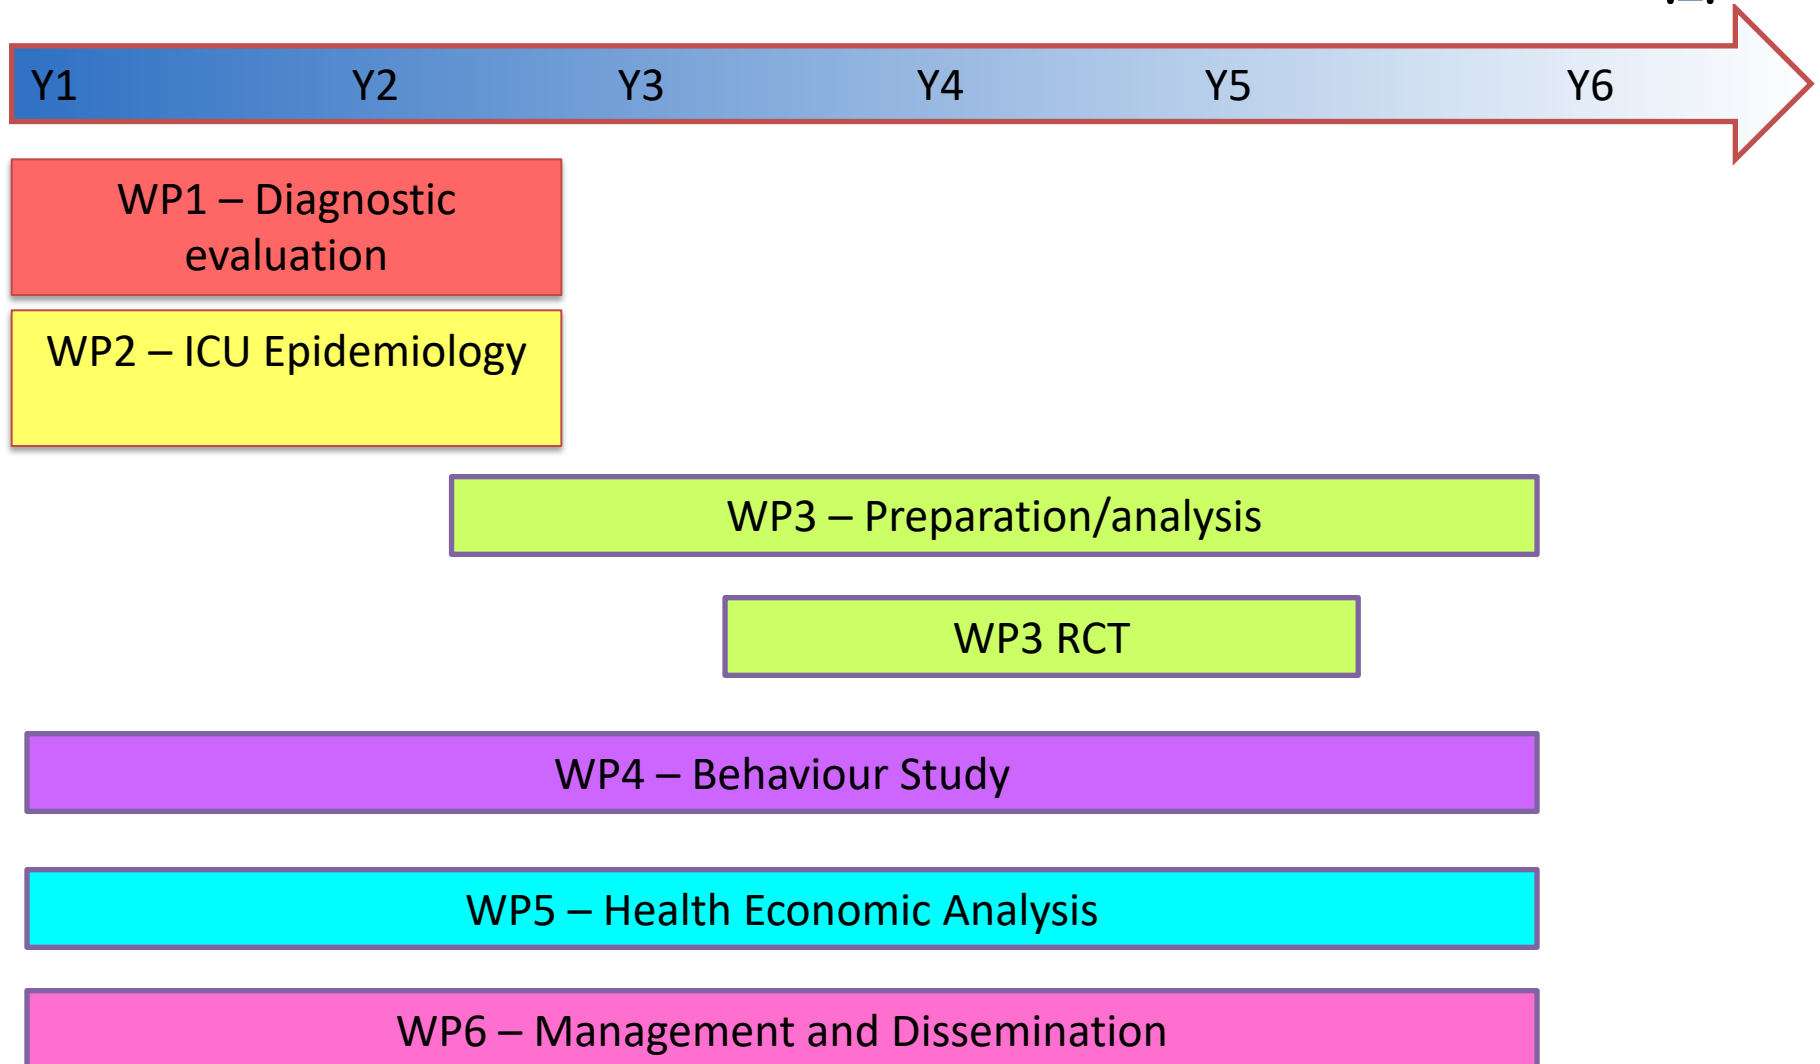 Y1 Y2 Y3 Y4 Y5 Y6
WP1 – Diagnostic
evaluation
WP2 – ICU Epidemiology
WP3 – Preparation/analysis
WP3 RCT
WP4 – Behaviour Study
WP5 – Health Economic Analysis
WP6 – Management and Dissemination